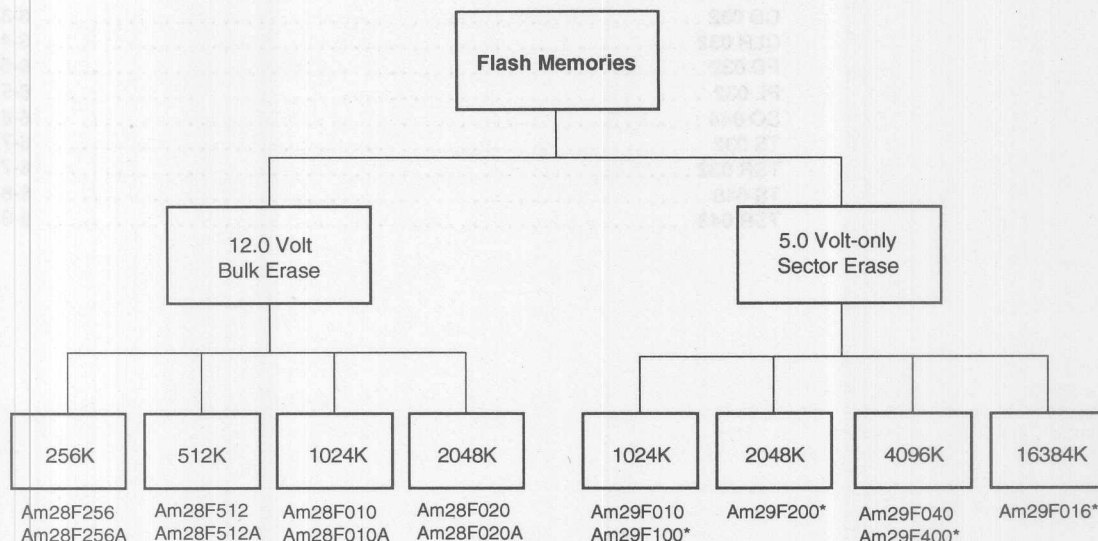 Flash Memories
12.0 Volt
Bulk Erase
5.0 Volt-only
Sector Erase
256K
512K
1024K
2048K
1024K
2048K
4096K
16384K
Am28F256
Am28F256A
Am28F512
Am28F512A
Am28F010
Am28F010A
Am28F020
Am28F020A
Am29F010
Am29F100*
Am29F200*
Am29F040
Am29F400*
Am29F016*